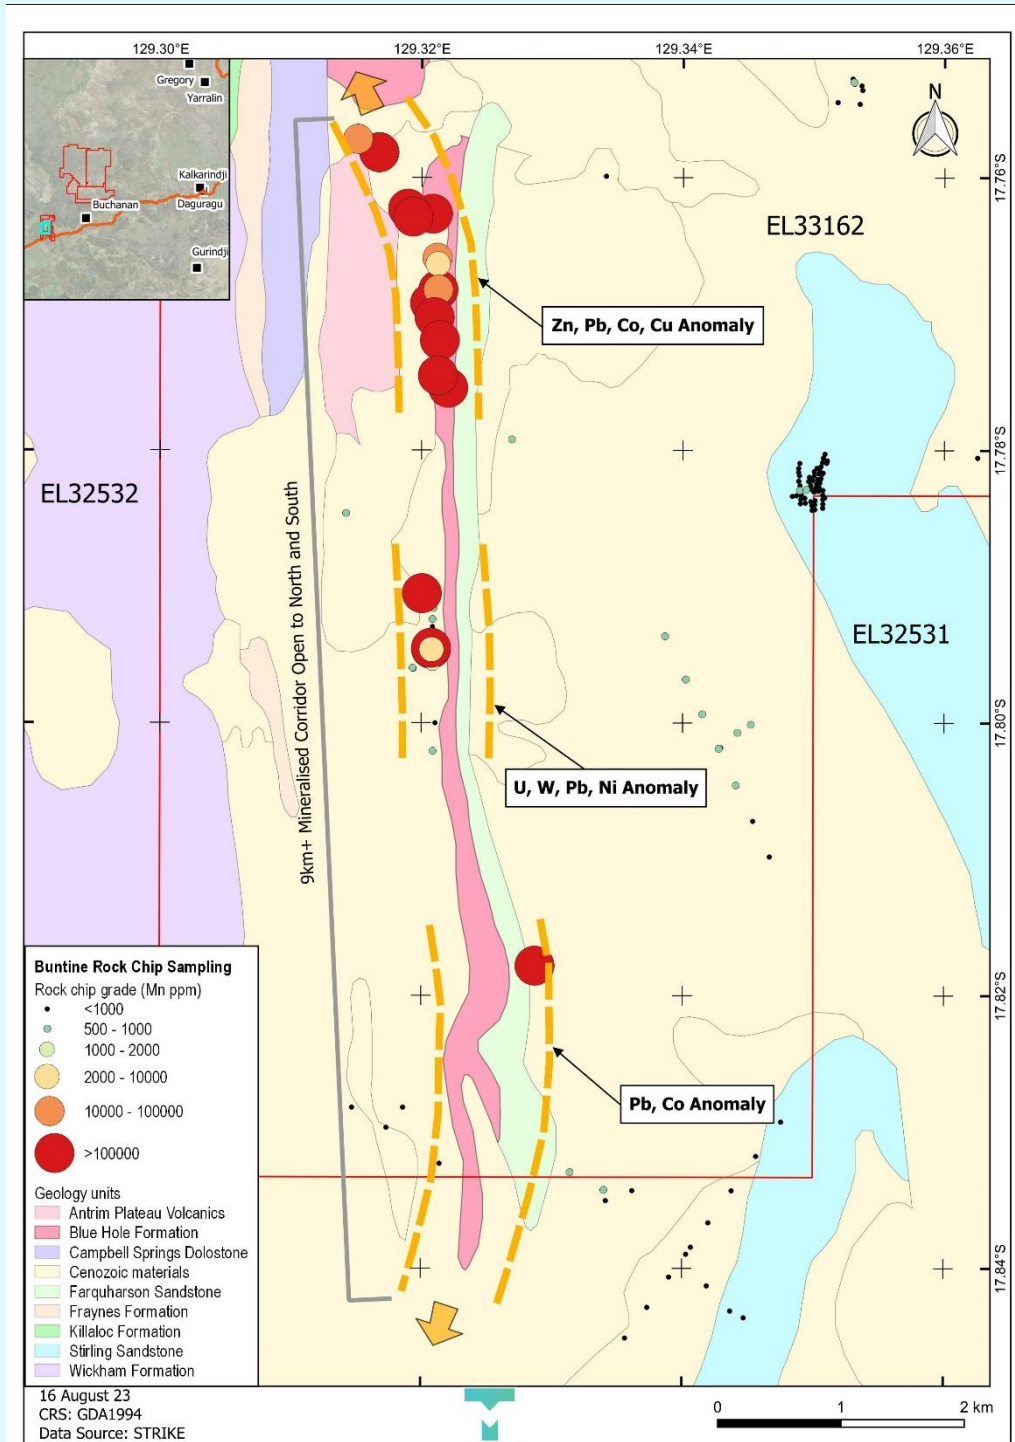 129.30°E
129.32°E
129.34°E
129.36°E
Gregory
Yarralin
Kalkarindji
Buchanan
Daguragu
Gurindji
N
17.76°S
EL33162
Zn, Pb, Co, Cu Anomaly
17.78°S
EL32532
9km+ Mineralised Corridor Open to North and South
EL32531
17.80°S
U, W, Pb, Ni Anomaly
17.82°S
Pb, Co Anomaly
17.84°S
Buntine Rock Chip Sampling
Rock chip grade (Mn ppm)
<1000
500 - 1000
1000 - 2000
2000 - 10000
10000 - 100000
>100000
Geology units
Antrim Plateau Volcanics
Blue Hole Formation
Campbell Springs Dolostone
Cenozoic materials
Farquharson Sandstone
Fraynes Formation
Killaloc Formation
Stirling Sandstone
Wickham Formation
16 August 23
CRS: GDA1994
Data Source: STRIKE
0 1 2 km